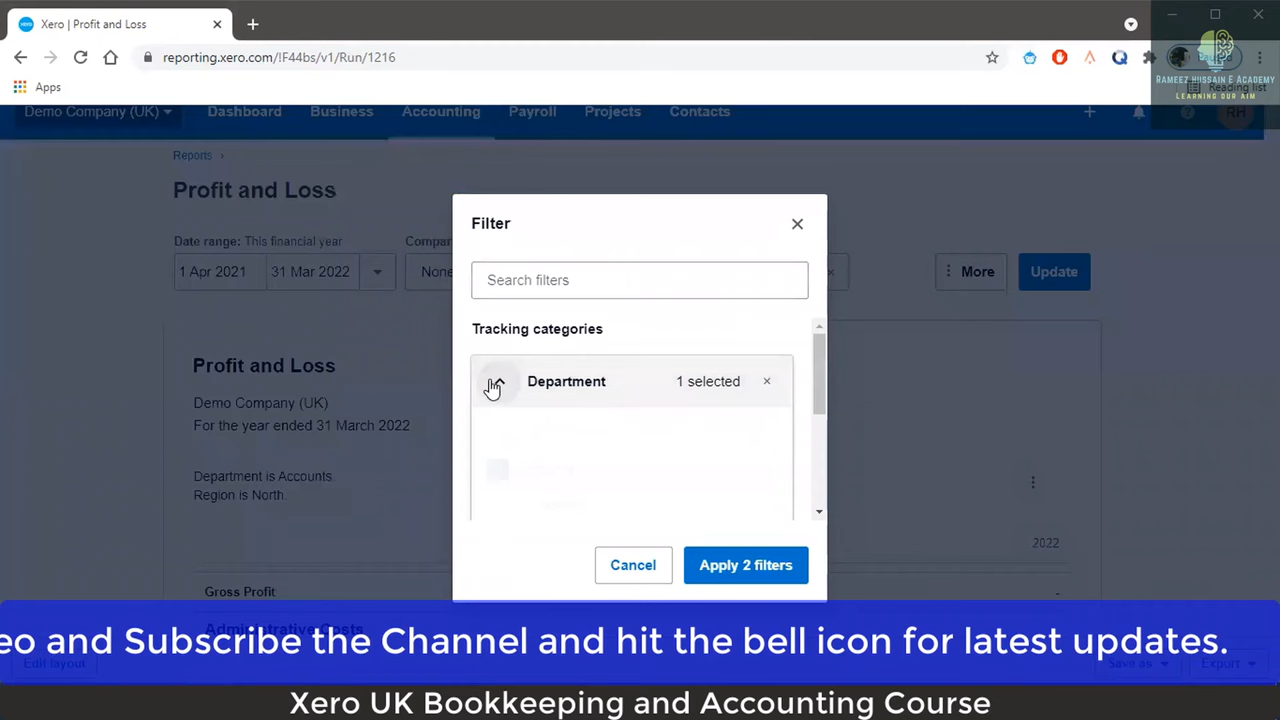 Xero | Profit and Loss
reporting.xero.com/!F44bs/v1/Run/1216
Apps
Reading list
RAMEEZ HUSSAIN E ACADEMY
LEARNING OUR AIM
Demo Company (UK)
Dashboard
Business
Accounting
Payroll
Projects
Contacts
RH
Reports
Profit and Loss
Date range: This financial year
1 Apr 2021
31 Mar 2022
None
More
Update
Filter
Search filters
Tracking categories
Department
1 selected
Cancel
Apply 2 filters
Profit and Loss
Demo Company (UK)
For the year ended 31 March 2022
Department is Accounts
Region is North.
2022
Gross Profit
-
Administrative Costs
Edit layout
Save as
Export
and Subscribe the Channel and hit the bell icon for latest updates.
Xero UK Bookkeeping and Accounting Course